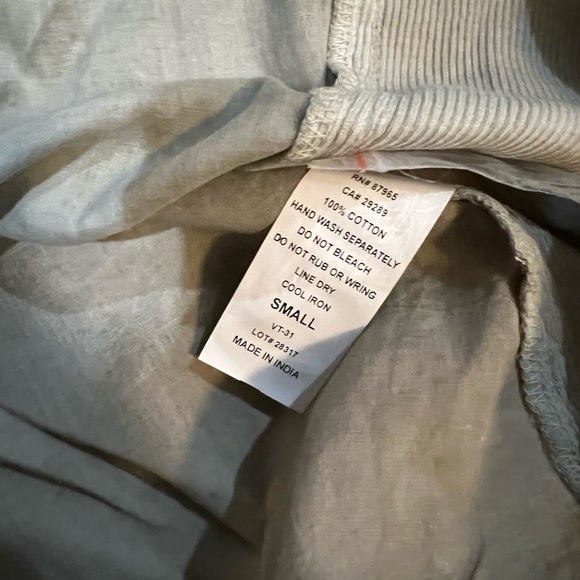 RN# 87965
CA# 29289
100% COTTON
HAND WASH SEPARATELY
DO NOT BLEACH
DO NOT RUB OR WRING
LINE DRY
COOL IRON
SMALL
VT-31
LOT# 28317
MADE IN INDIA